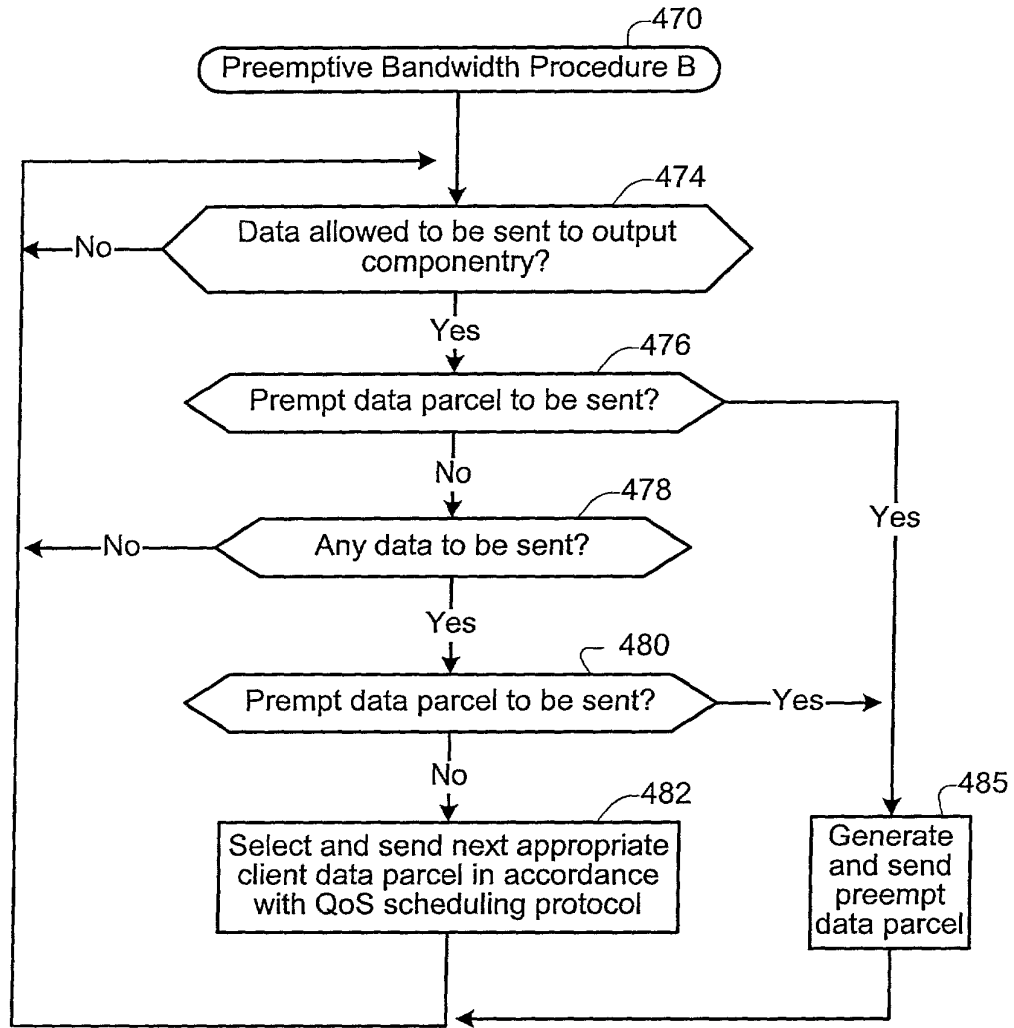 470
Preemptive Bandwidth Procedure B
474
Data allowed to be sent to output
componentry?
No
Yes
476
Prempt data parcel to be sent?
No
Yes
478
Any data to be sent?
No
Yes
480
Prempt data parcel to be sent?
Yes
No
482
Select and send next appropriate
client data parcel in accordance
with QoS scheduling protocol
485
Generate
and send
preempt
data parcel